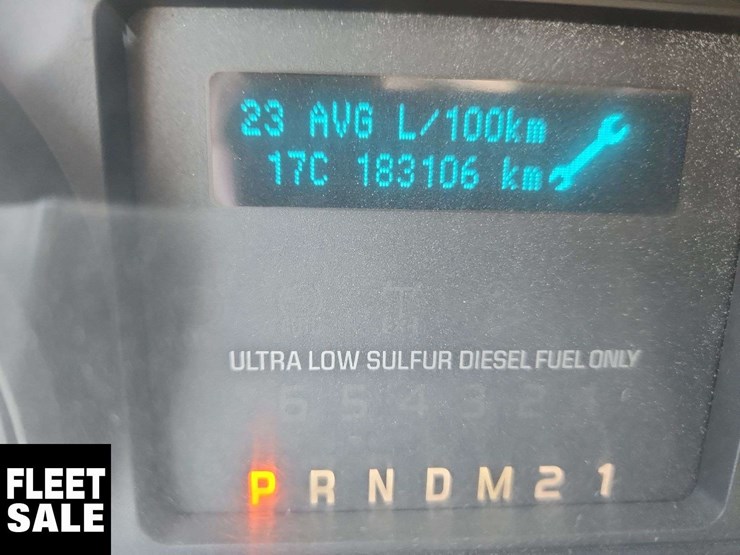 23 AVG L/100km
17C 183106 km
ULTRA LOW SULFUR DIESEL FUEL ONLY
6 5 4 3 2 1
P R N D M 2 1
FLEET
SALE